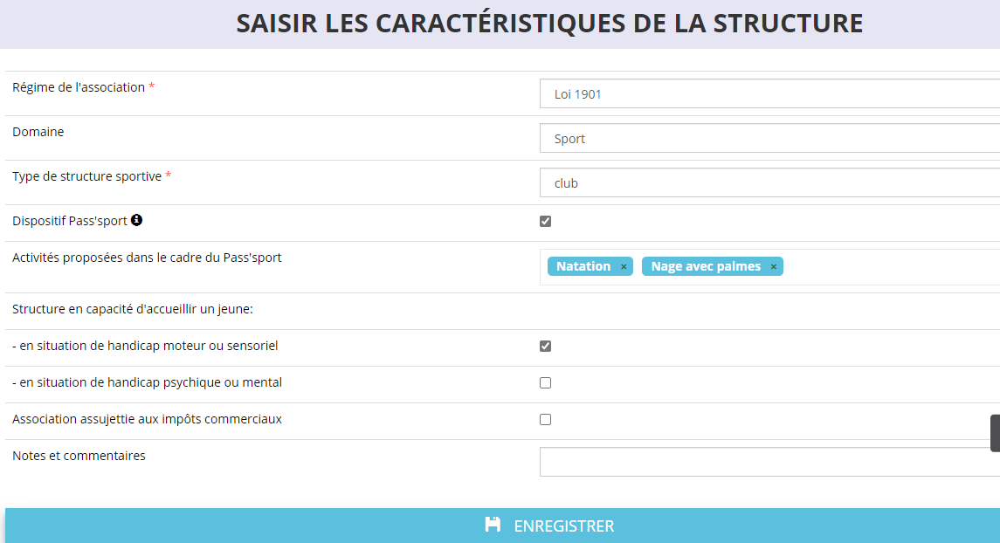 SAISIR LES CARACTÉRISTIQUES DE LA STRUCTURE
Régime de l'association * Loi 1901
Domaine Sport
Type de structure sportive * club
Dispositif Pass'sport
Activités proposées dans le cadre du Pass'sport Natation × Nage avec palmes ×
Structure en capacité d'accueillir un jeune:
- en situation de handicap moteur ou sensoriel
- en situation de handicap psychique ou mental
Association assujettie aux impôts commerciaux
Notes et commentaires
ENREGISTRER